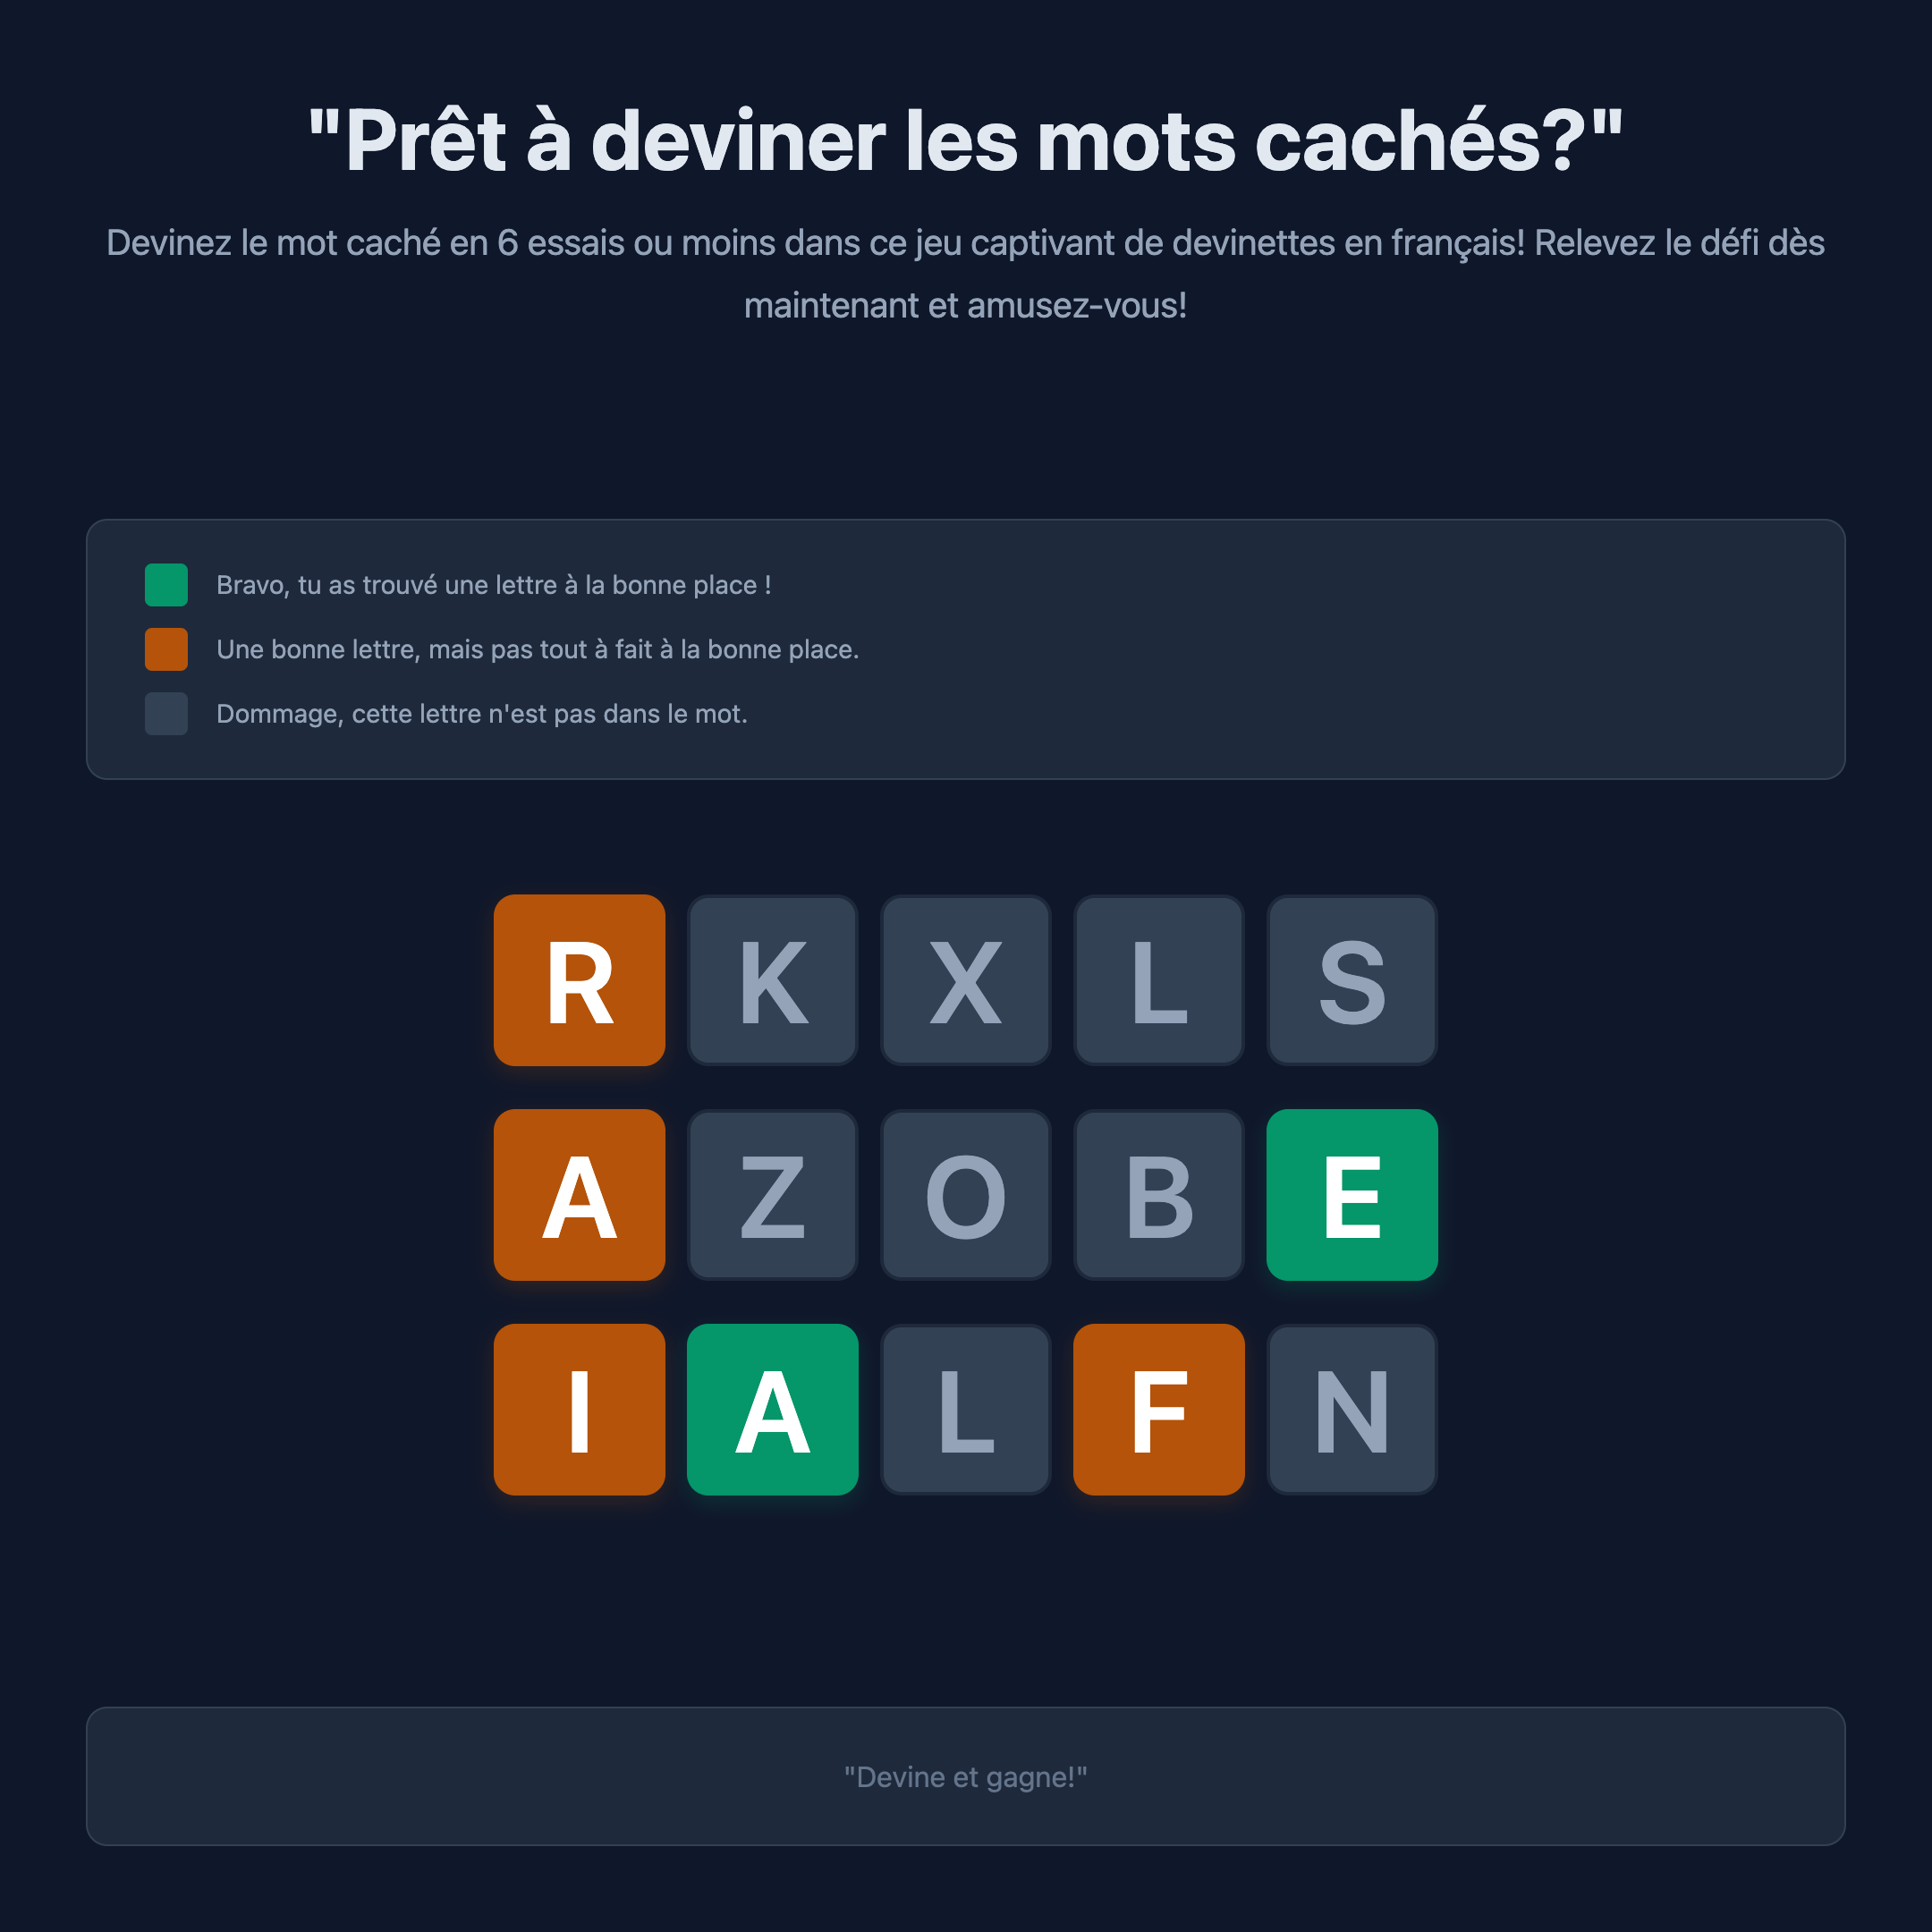 "Prêt à deviner les mots cachés?"
Devinez le mot caché en 6 essais ou moins dans ce jeu captivant de devinettes en français! Relevez le défi dès
maintenant et amusez-vous!
Bravo, tu as trouvé une lettre à la bonne place !
Une bonne lettre, mais pas tout à fait à la bonne place.
Dommage, cette lettre n'est pas dans le mot.
R K X L S
A Z O B E
I A L F N
"Devine et gagne!"